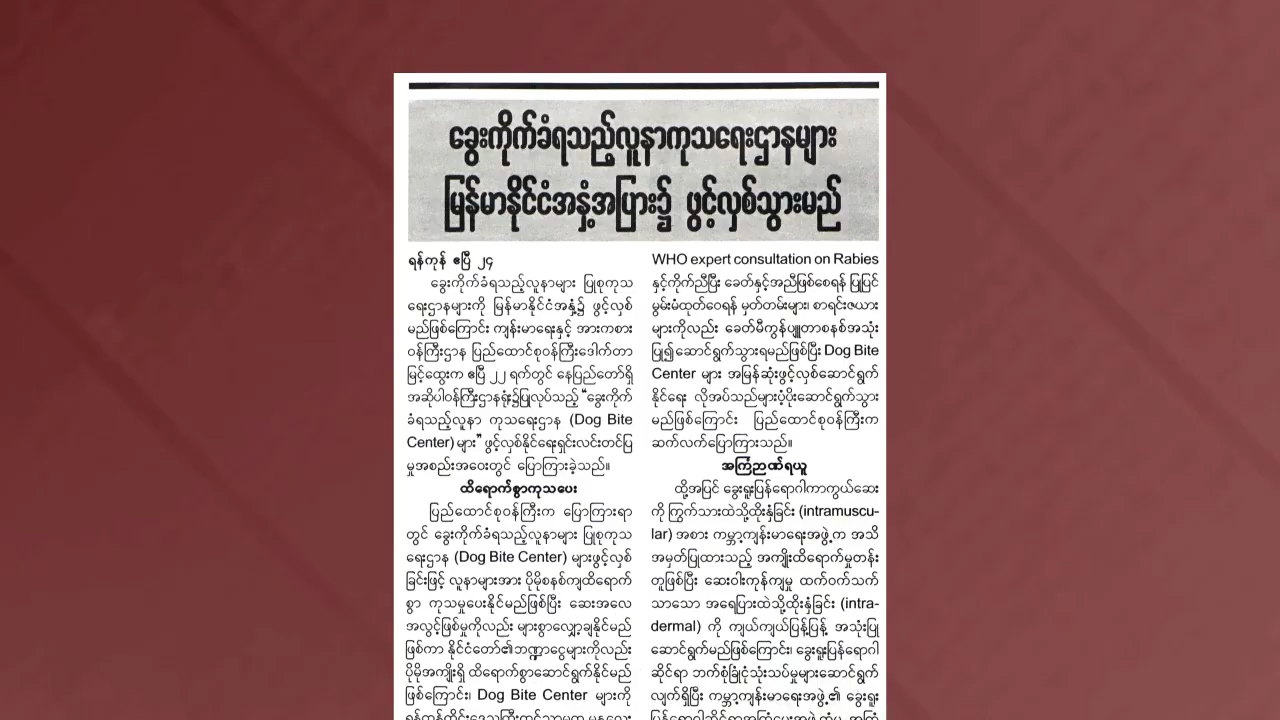 ခွေးကိုက်ခံရသည့်လူနာကုသရေးဌာနများ
မြန်မာနိုင်ငံအနှံ့အပြား၌ ဖွင့်လှစ်သွားမည်
ရန်ကုန် ဧပြီ ၂၄
ခွေးကိုက်ခံရသည့်လူနာများ ပြုစုကုသ
ရေးဌာနများကို မြန်မာနိုင်ငံအနှံ့၌ ဖွင့်လှစ်
မည်ဖြစ်ကြောင်း ကျန်းမာရေးနှင့် အားကစား
ဝန်ကြီးဌာန ပြည်ထောင်စုဝန်ကြီးဒေါက်တာ
မြင့်ထွေးက ဧပြီ ၂၂ ရက်တွင် နေပြည်တော်ရှိ
အဆိုပါဝန်ကြီးဌာနရုံး၌ပြုလုပ်သည့် “ခွေးကိုက်
ခံရသည့်လူနာ ကုသရေးဌာန (Dog Bite
Center) များ” ဖွင့်လှစ်နိုင်ရေးရှင်းလင်းတင်ပြ
မှုအစည်းအဝေးတွင် ပြောကြားခဲ့သည်။
ထိရောက်စွာကုသပေး
ပြည်ထောင်စုဝန်ကြီးက ပြောကြားရာ
တွင် ခွေးကိုက်ခံရသည့်လူနာများ ပြုစုကုသ
ရေးဌာန (Dog Bite Center) များဖွင့်လှစ်
ခြင်းဖြင့် လူနာများအား ပိုမိုစနစ်ကျထိရောက်
စွာ ကုသမှုပေးနိုင်မည်ဖြစ်ပြီး ဆေးအလေ
အလွင့်ဖြစ်မှုကိုလည်း များစွာလျှော့ချနိုင်မည်
ဖြစ်ကာ နိုင်ငံတော်၏ဘဏ္ဍာငွေများကိုလည်း
ပိုမိုအကျိုးရှိ ထိရောက်စွာဆောင်ရွက်နိုင်မည်
ဖြစ်ကြောင်း၊ Dog Bite Center များကို
WHO expert consultation on Rabies
နှင့်ကိုက်ညီပြီး ခေတ်နှင့်အညီဖြစ်စေရန် ပြုပြင်
မွမ်းမံထုတ်ဝေရန် မှတ်တမ်းများ၊ စာရင်းဇယား
များကိုလည်း ခေတ်မီကွန်ပျူတာစနစ်အသုံး
ပြု၍ဆောင်ရွက်သွားရမည်ဖြစ်ပြီး Dog Bite
Center များ အမြန်ဆုံးဖွင့်လှစ်ဆောင်ရွက်
နိုင်ရေး လိုအပ်သည်များပံ့ပိုးဆောင်ရွက်သွား
မည်ဖြစ်ကြောင်း ပြည်ထောင်စုဝန်ကြီးက
ဆက်လက်ပြောကြားသည်။
အကြံဉာဏ်ရယူ
ထို့အပြင် ခွေးရူးပြန်ရောဂါကာကွယ်ဆေး
ကို ကြွက်သားထဲသို့ထိုးနှံခြင်း (intramuscu-
lar) အစား ကမ္ဘာ့ကျန်းမာရေးအဖွဲ့က အသိ
အမှတ်ပြုထားသည့် အကျိုးထိရောက်မှုတန်း
တူဖြစ်ပြီး ဆေးဝါးကုန်ကျမှု ထက်ဝက်သက်
သာသော အရေပြားထဲသို့ထိုးနှံခြင်း (intra-
dermal) ကို ကျယ်ကျယ်ပြန့်ပြန့် အသုံးပြု
ဆောင်ရွက်မည်ဖြစ်ကြောင်း၊ ခွေးရူးပြန်ရောဂါ
ဆိုင်ရာ ဘက်စုံခြုံငုံသုံးသပ်မှုများဆောင်ရွက်
လျက်ရှိပြီး ကမ္ဘာ့ကျန်းမာရေးအဖွဲ့၏ ခွေးရူး